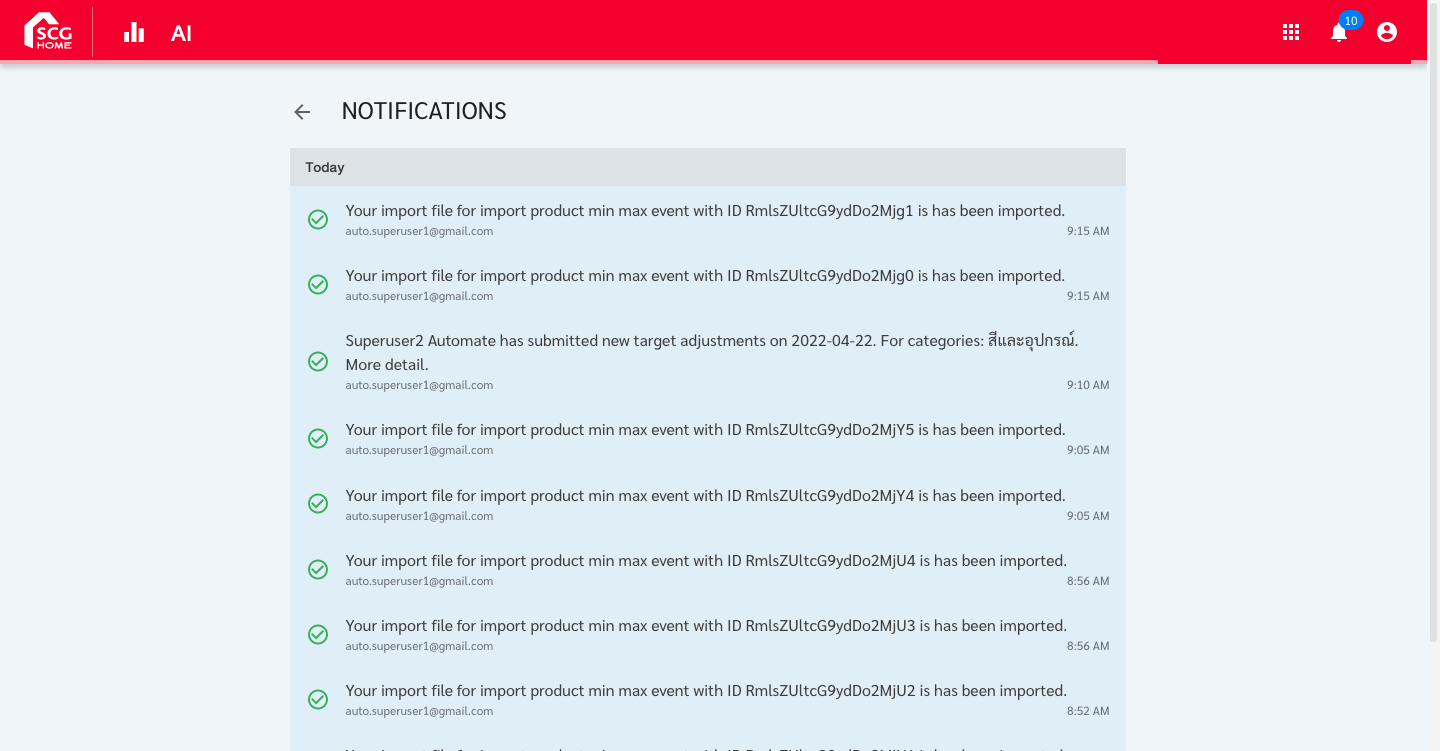 SCG
HOME
AI
10
NOTIFICATIONS
Today
Your import file for import product min max event with ID RmlsZUltcG9ydDo2Mjg1 is has been imported.
auto.superuser1@gmail.com 9:15 AM
Your import file for import product min max event with ID RmlsZUltcG9ydDo2Mjg0 is has been imported.
auto.superuser1@gmail.com 9:15 AM
Superuser2 Automate has submitted new target adjustments on 2022-04-22. For categories: สีและอุปกรณ์.
More detail.
auto.superuser1@gmail.com 9:10 AM
Your import file for import product min max event with ID RmlsZUltcG9ydDo2MjY5 is has been imported.
auto.superuser1@gmail.com 9:05 AM
Your import file for import product min max event with ID RmlsZUltcG9ydDo2MjY4 is has been imported.
auto.superuser1@gmail.com 9:05 AM
Your import file for import product min max event with ID RmlsZUltcG9ydDo2MjU4 is has been imported.
auto.superuser1@gmail.com 8:56 AM
Your import file for import product min max event with ID RmlsZUltcG9ydDo2MjU3 is has been imported.
auto.superuser1@gmail.com 8:56 AM
Your import file for import product min max event with ID RmlsZUltcG9ydDo2MjU2 is has been imported.
auto.superuser1@gmail.com 8:52 AM